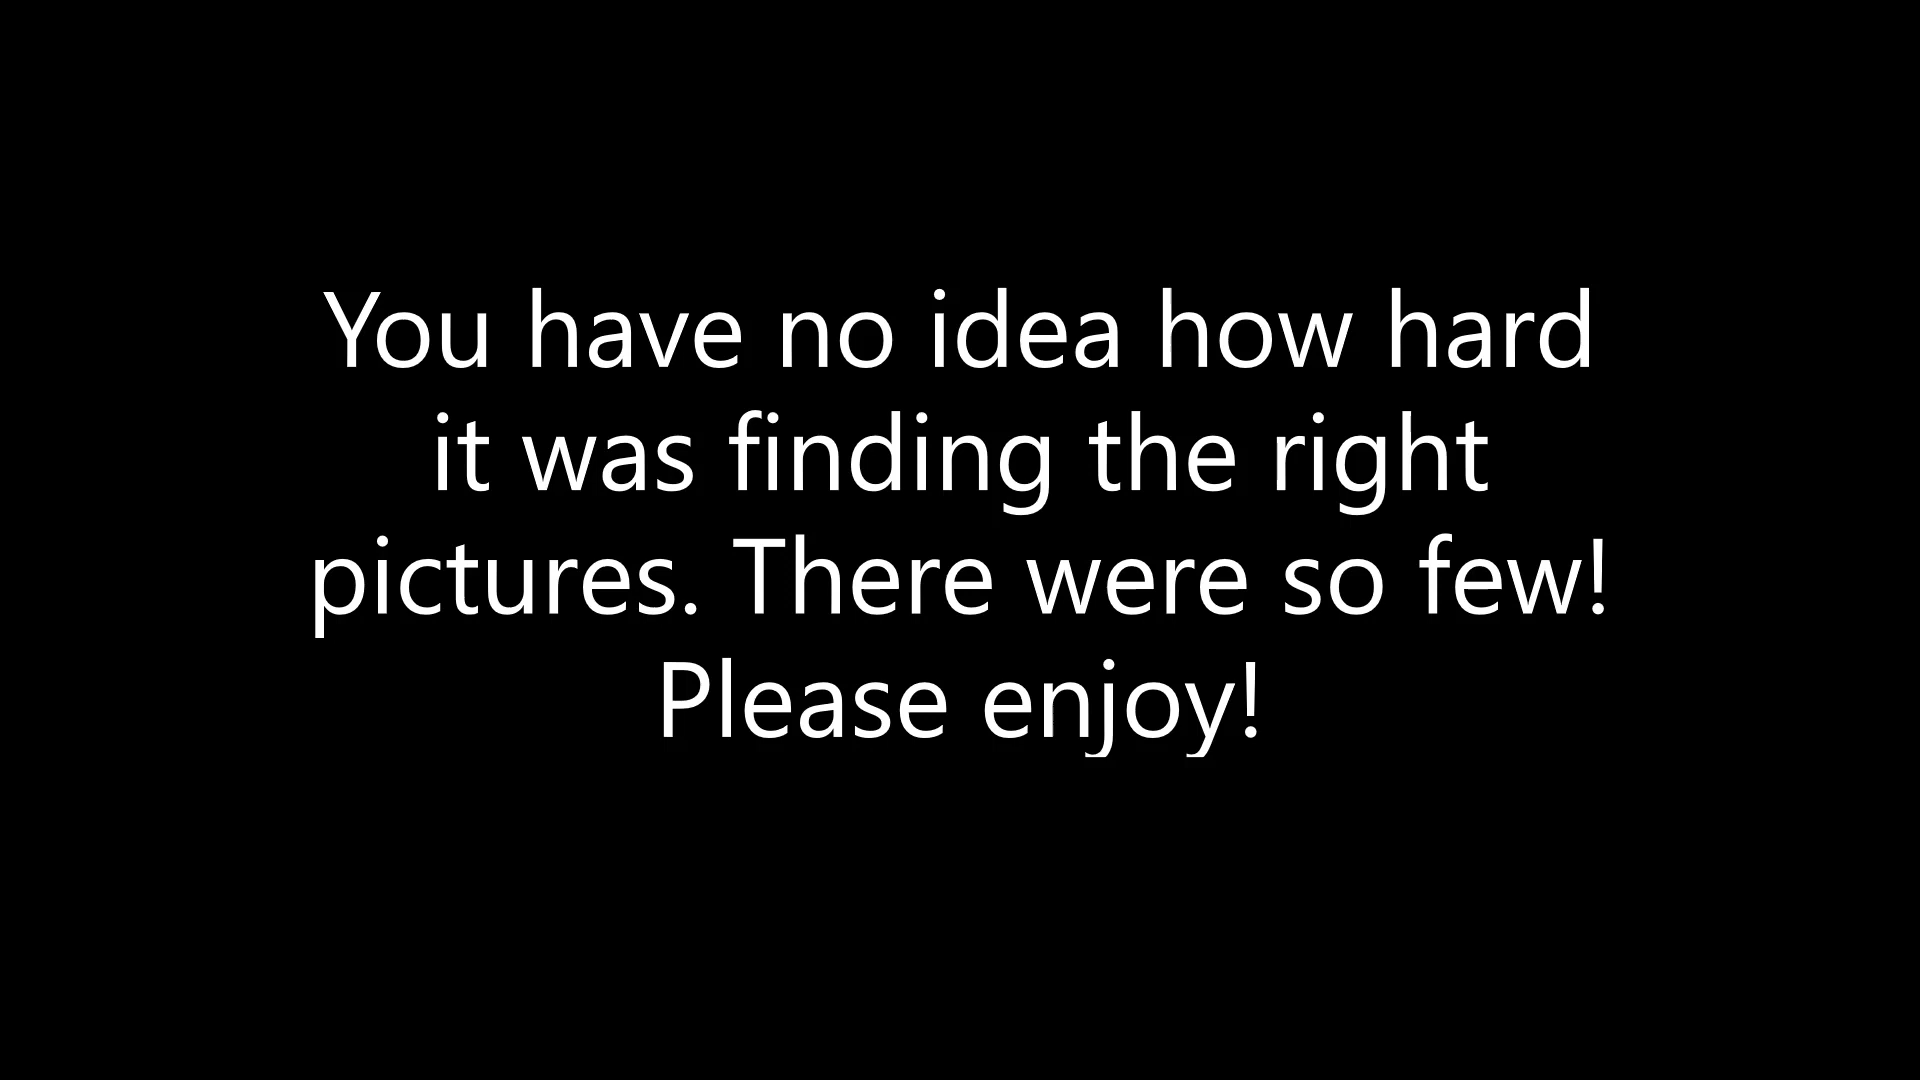 You have no idea how hard
it was finding the right
pictures. There were so few!
Please enjoy!